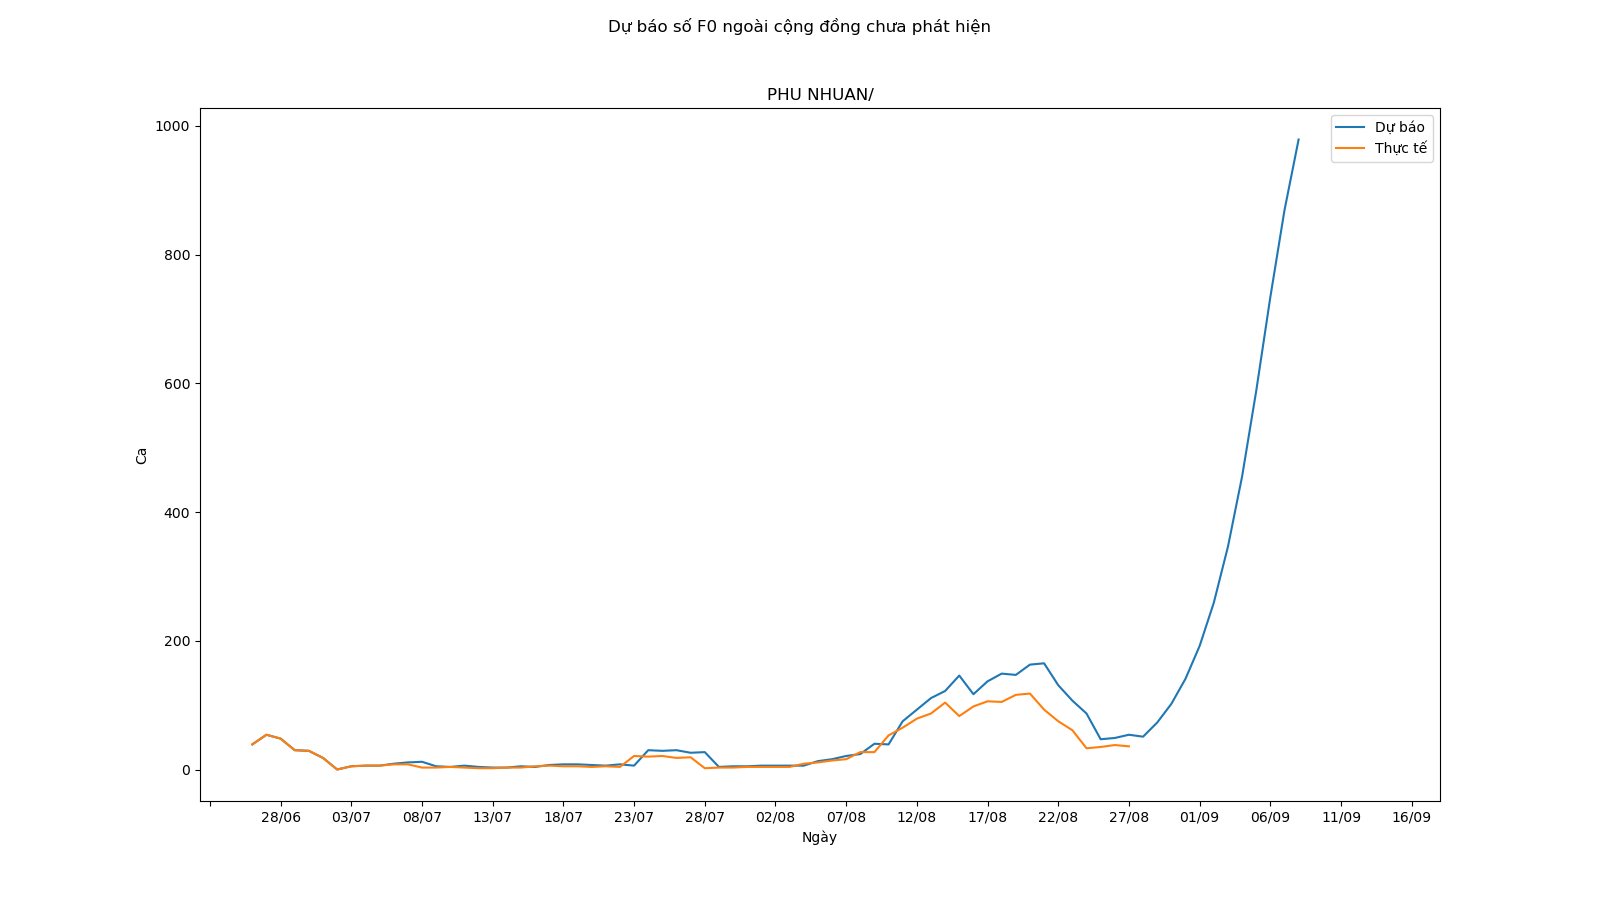 Dự báo số F0 ngoài cộng đồng chưa phát hiện
PHU NHUAN/
Dự báo
Thực tế
1000
800
600
400
200
0
Ca
28/06 03/07 08/07 13/07 18/07 23/07 28/07 02/08 07/08 12/08 17/08 22/08 27/08 01/09 06/09 11/09 16/09
Ngày